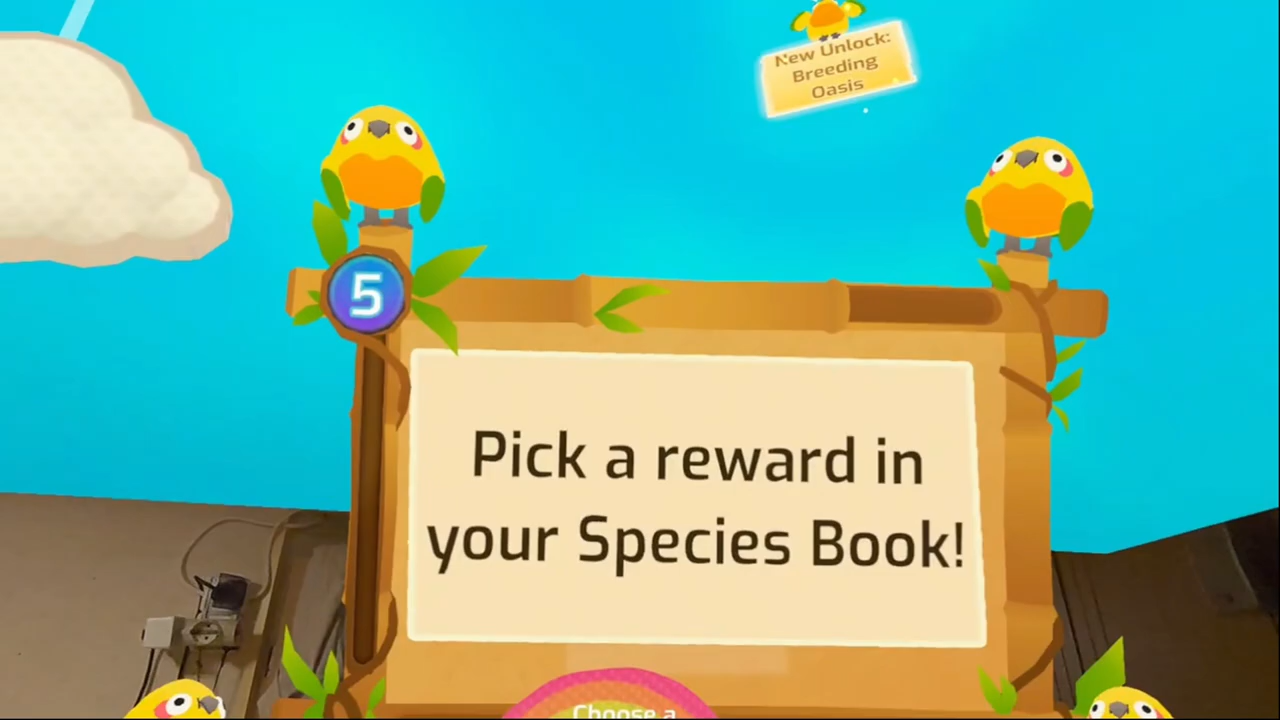 New Unlock:
Breeding
Oasis
5
Pick a reward in
your Species Book!
Choose a